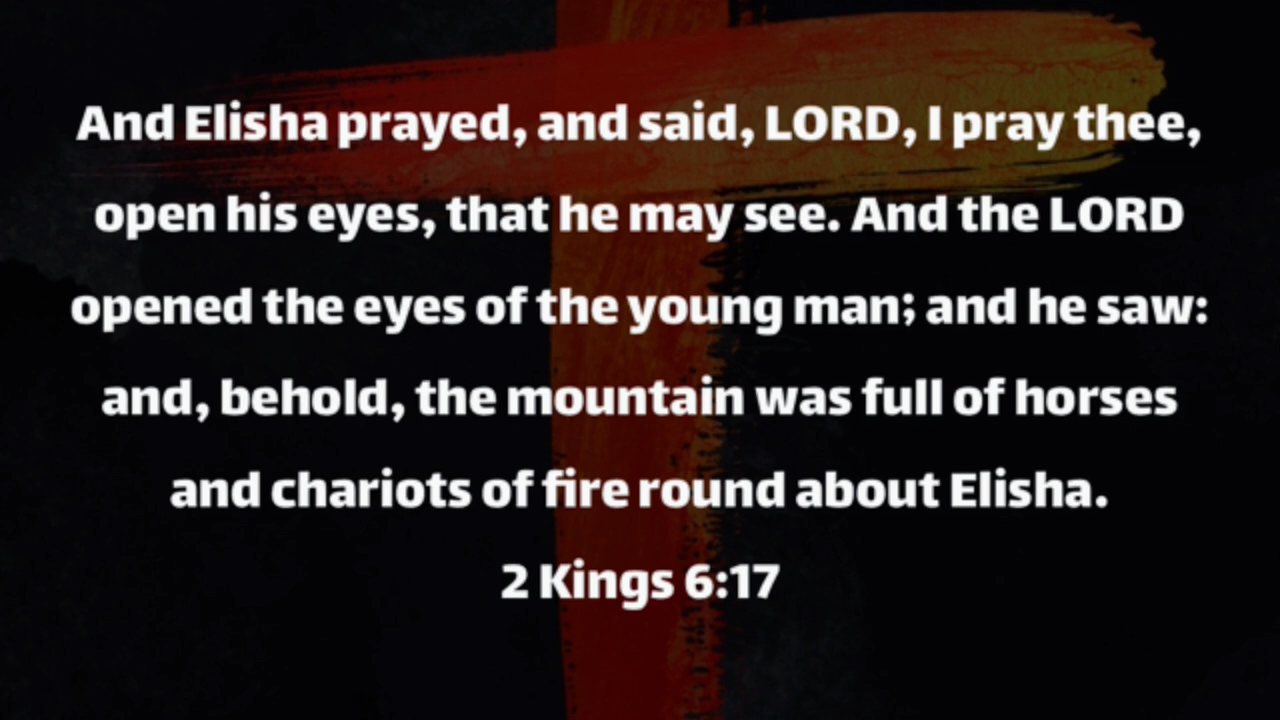 And Elisha prayed, and said, LORD, I pray thee,
open his eyes, that he may see. And the LORD
opened the eyes of the young man; and he saw:
and, behold, the mountain was full of horses
and chariots of fire round about Elisha.
2 Kings 6:17